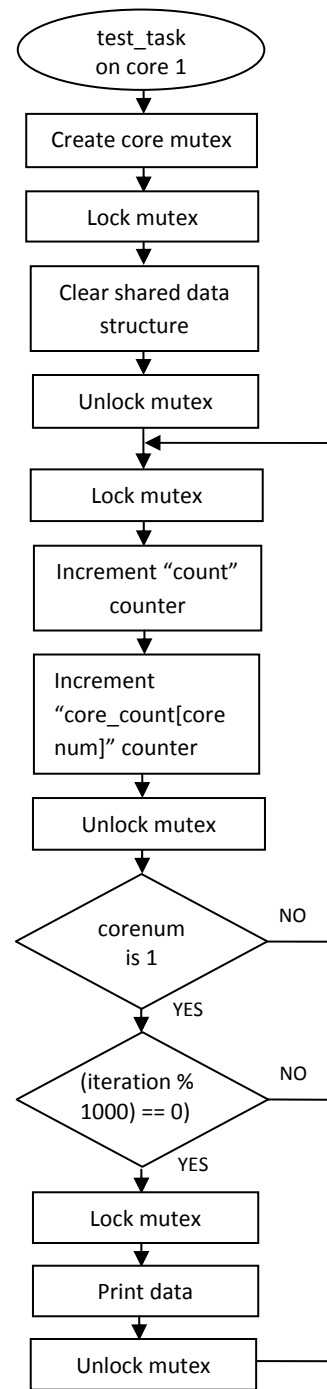 test_task
on core 1
Create core mutex
Lock mutex
Clear shared data
structure
Unlock mutex
Lock mutex
Increment “count”
counter
Increment
“core_count[core
num]” counter
Unlock mutex
corenum
is 1
NO
YES
(iteration %
1000) == 0)
NO
YES
Lock mutex
Print data
Unlock mutex